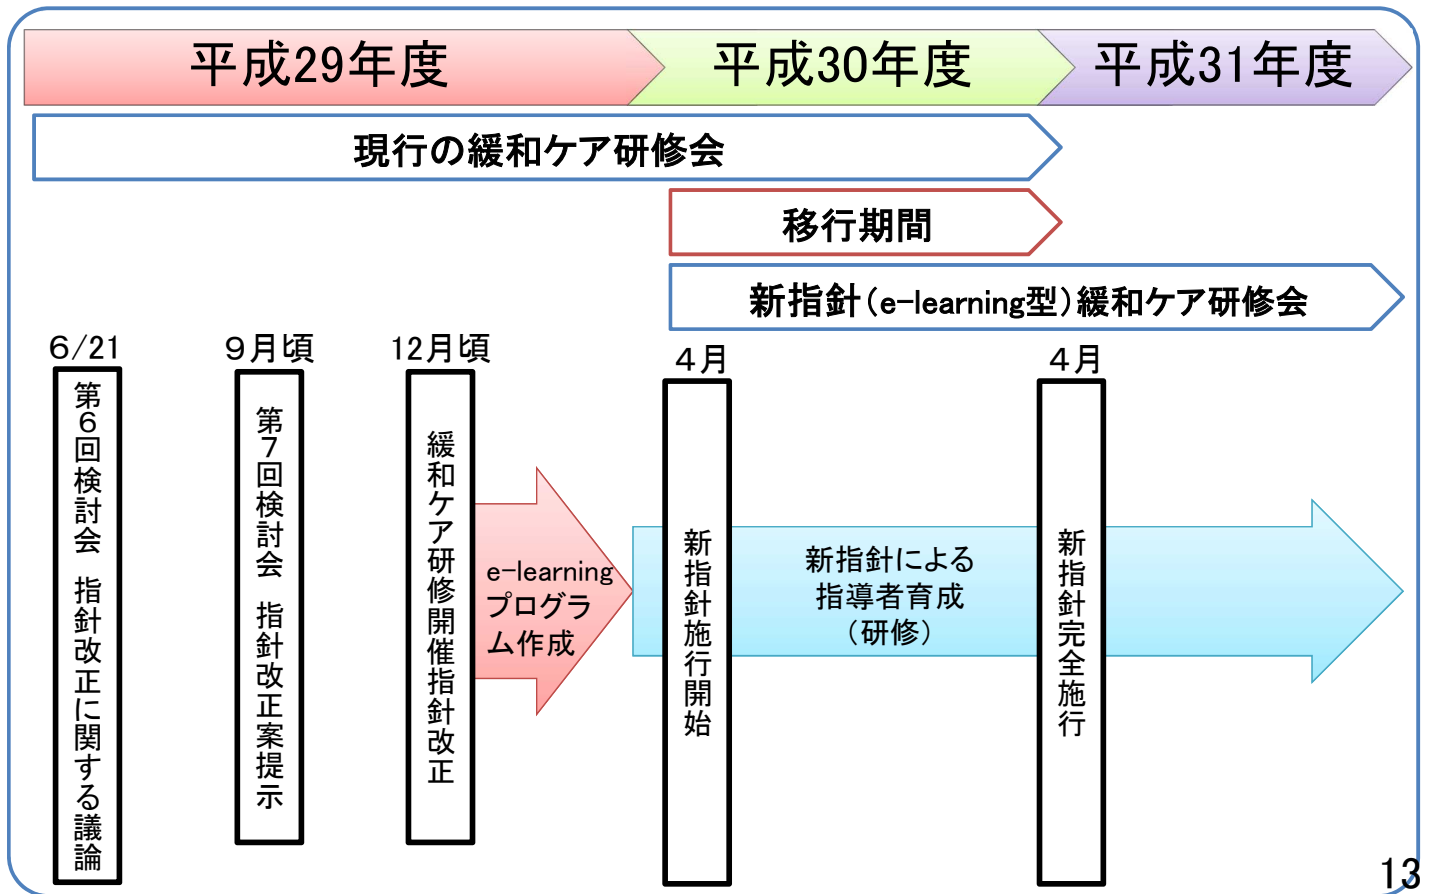 平成29年度
平成30年度
平成31年度
現行の緩和ケア研修会
移行期間
新指針(e-learning型)緩和ケア研修会
6/21
第6回検討会 指針改正に関する議論
9月頃
第7回検討会 指針改正案提示
12月頃
緩和ケア研修開催指針改正
e-learning
プログラ
ム作成
4月
新指針施行開始
新指針による
指導者育成
(研修)
4月
新指針完全施行
13